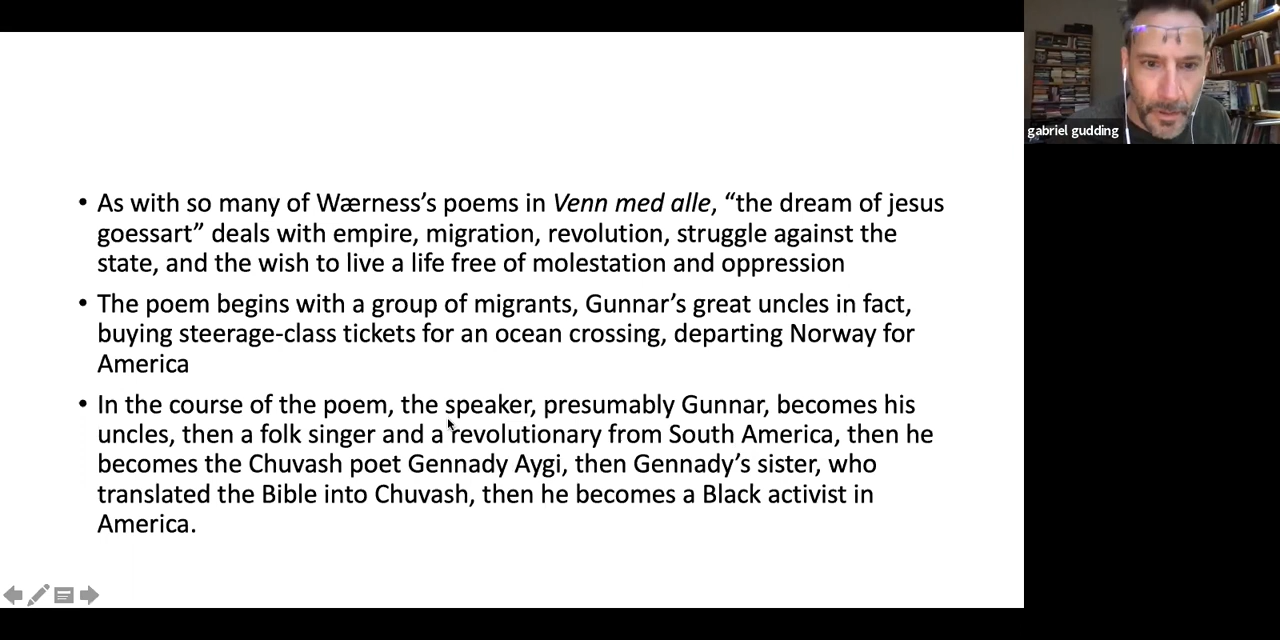 • As with so many of Wærness’s poems in Venn med alle, “the dream of jesus
goessart” deals with empire, migration, revolution, struggle against the
state, and the wish to live a life free of molestation and oppression
• The poem begins with a group of migrants, Gunnar’s great uncles in fact,
buying steerage-class tickets for an ocean crossing, departing Norway for
America
• In the course of the poem, the speaker, presumably Gunnar, becomes his
uncles, then a folk singer and a revolutionary from South America, then he
becomes the Chuvash poet Gennady Aygi, then Gennady’s sister, who
translated the Bible into Chuvash, then he becomes a Black activist in
America.
gabriel gudding